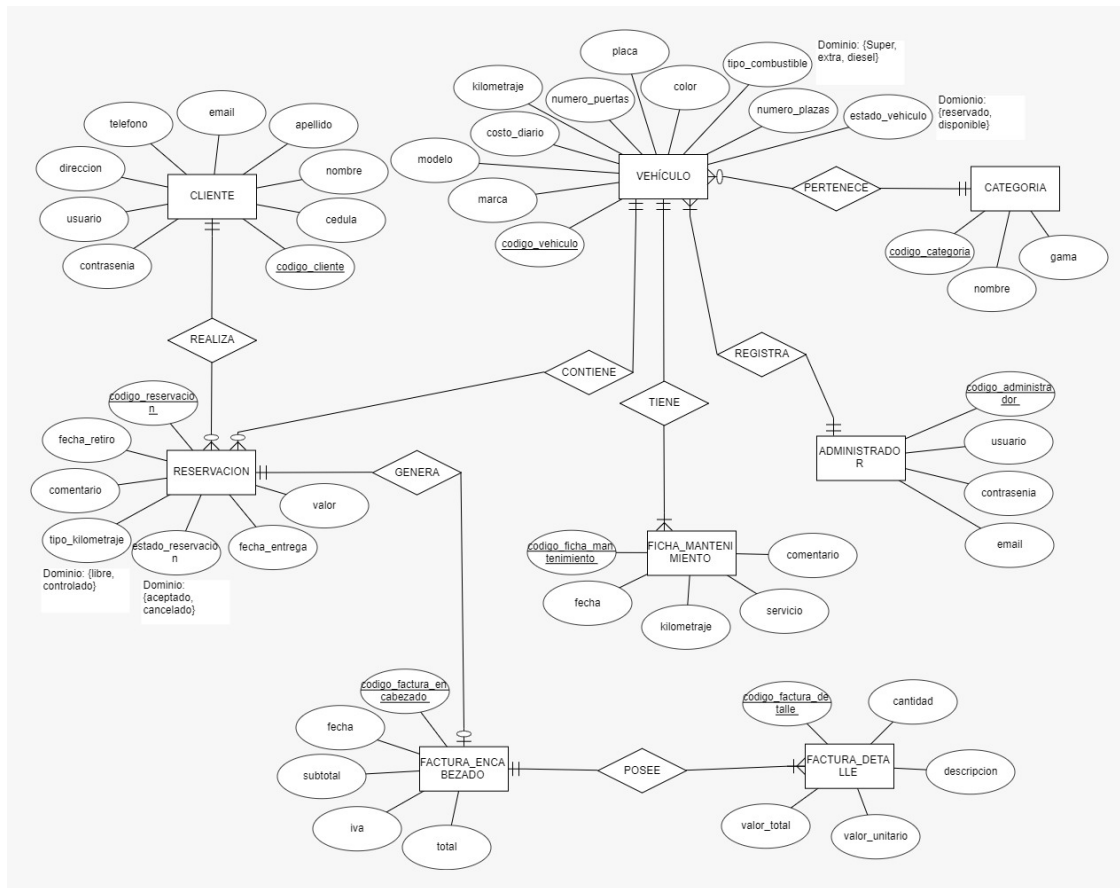 placa
tipo_combustible
Dominio: {Super,
extra, diesel}
kilometraje
color
email
numero_puertas
numero_plazas
estado_vehiculo
Domionio:
{reservado,
disponible}
telefono
apellido
costo_diario
modelo
direccion
nombre
VEHÍCULO
PERTENECE
CATEGORIA
CLIENTE
marca
usuario
cedula
codigo_vehiculo
codigo_categoria
gama
contrasenia
codigo_cliente
nombre
REALIZA
REGISTRA
CONTIENE
codigo_reservació
n
TIENE
codigo_administra
dor
fecha_retiro
usuario
RESERVACION
GENERA
ADMINISTRADO
R
comentario
valor
contrasenia
tipo_kilometraje
estado_reservació
n
fecha_entrega
email
Dominio: {libre,
controlado}
Dominio:
{aceptado,
cancelado}
codigo_ficha_man
tenimiento
FICHA_MANTENI
MIENTO
comentario
fecha
servicio
kilometraje
codigo_factura_en
cabezado
codigo_factura_de
talle
cantidad
fecha
FACTURA_ENCA
BEZADO
POSEE
FACTURA_DETA
LLE
descripcion
subtotal
iva
total
valor_total
valor_unitario